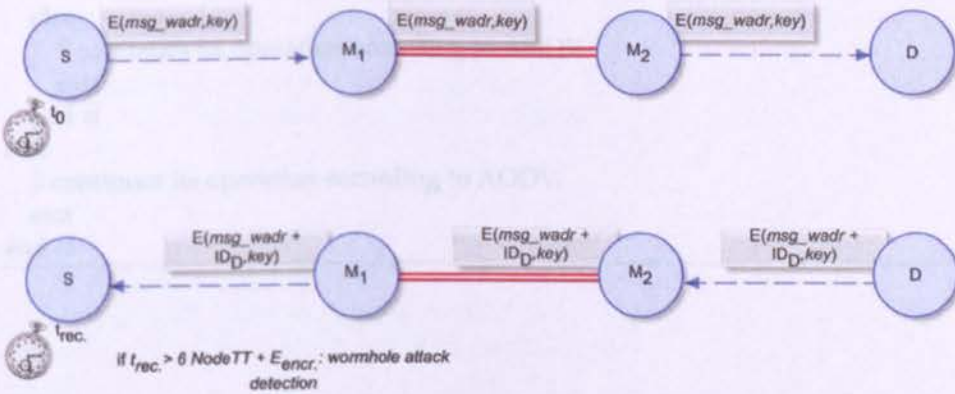 E(msg_wadr,key) E(msg_wadr,key) E(msg_wadr,key)
S M1 M2 D
t0
E(msg_wadr + E(msg_wadr + E(msg_wadr +
IDD,key) IDD,key) IDD,key)
S M1 M2 D
trec.
if trec. > 6 NodeTT + Eencr.: wormhole attack
detection